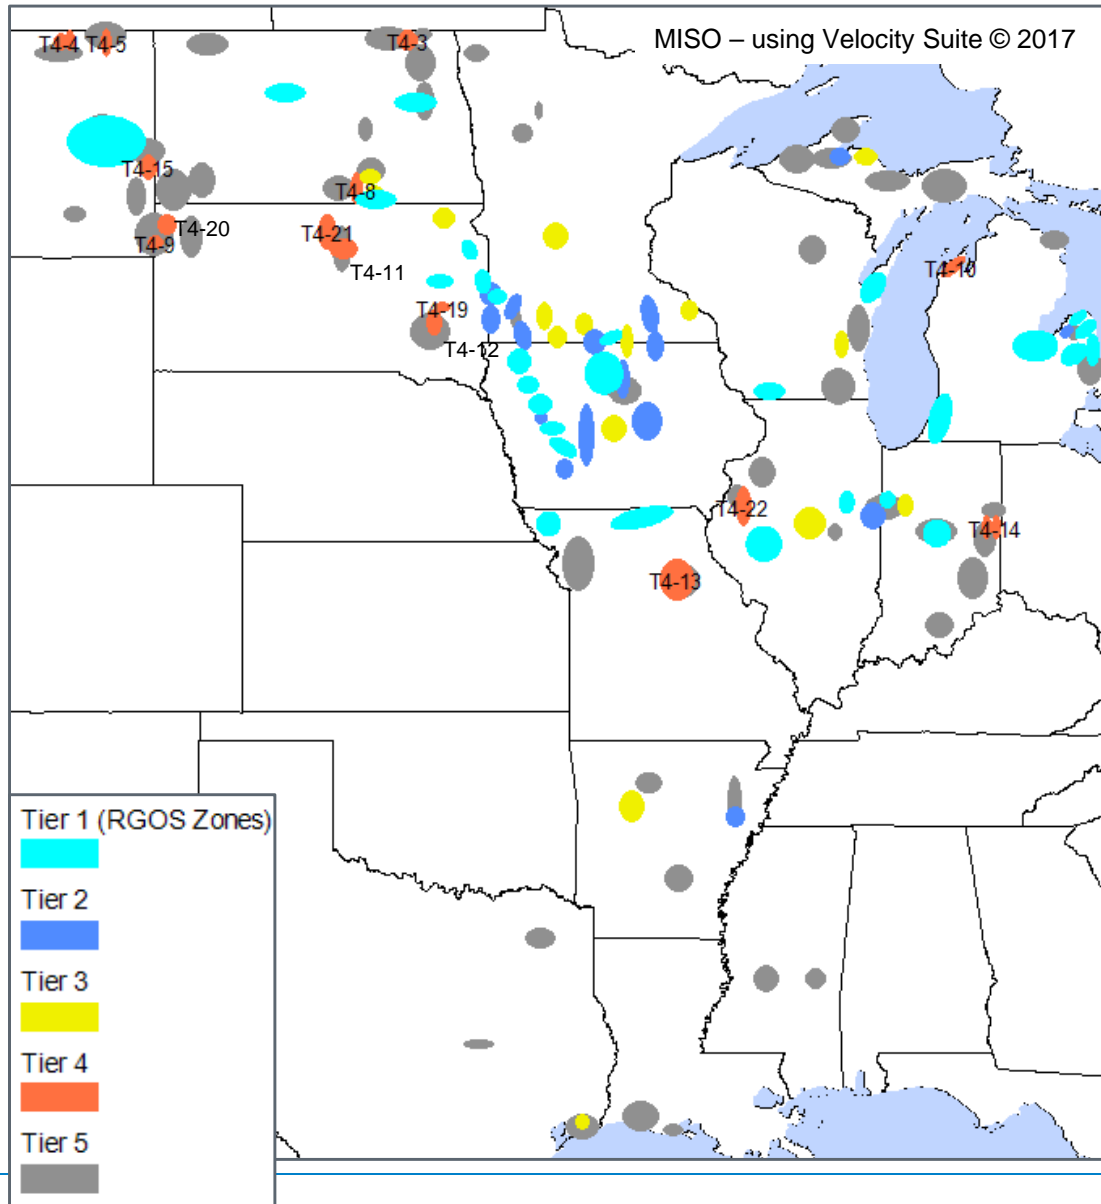 MISO – using Velocity Suite © 2017
T4-4
T4-5
T4-3
T4-15
T4-8
T4-20
T4-9
T4-21
T4-11
T4-10
T4-19
T4-12
T4-22
T4-14
T4-13
Tier 1 (RGOS Zones)
Tier 2
Tier 3
Tier 4
Tier 5